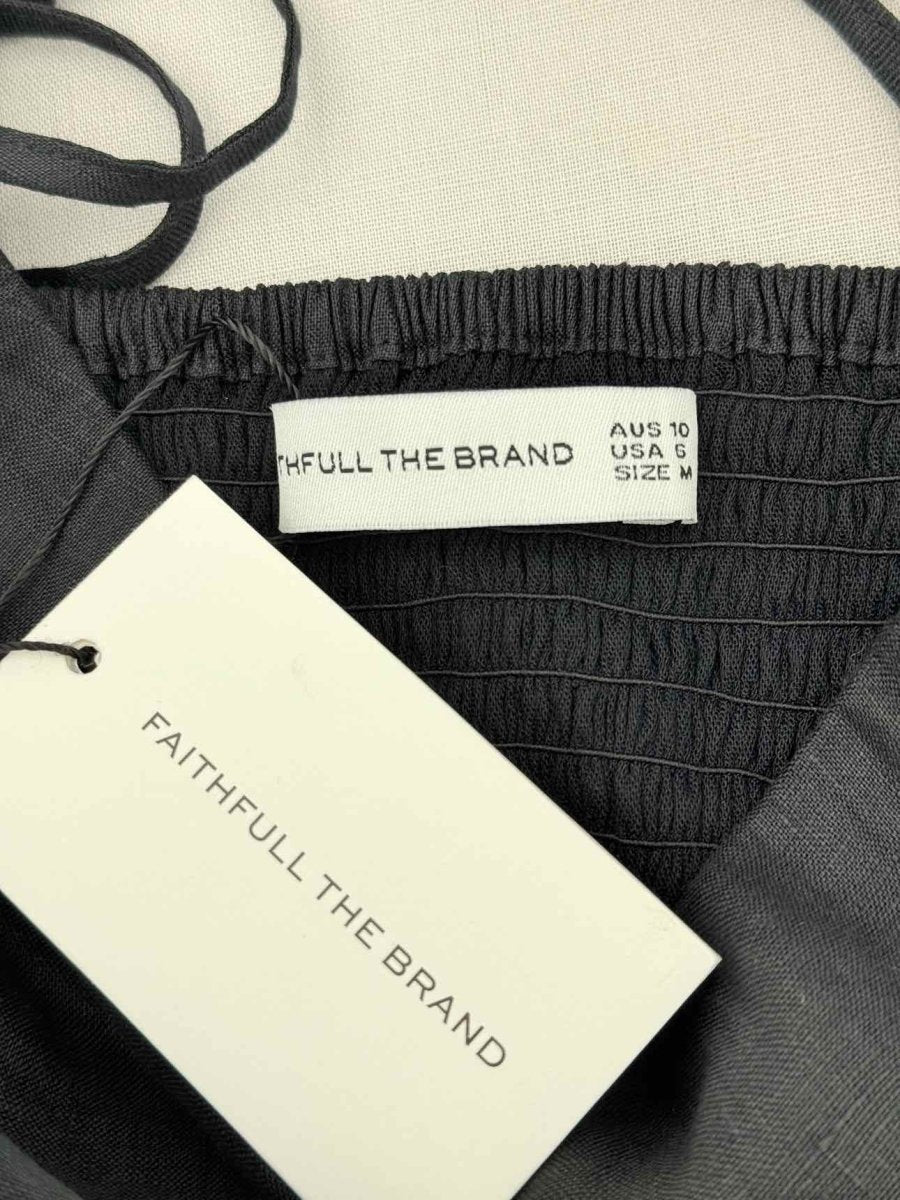 THFULL THE BRAND
AUS 10
USA 6
SIZE M
FAITHFULL THE BRAND